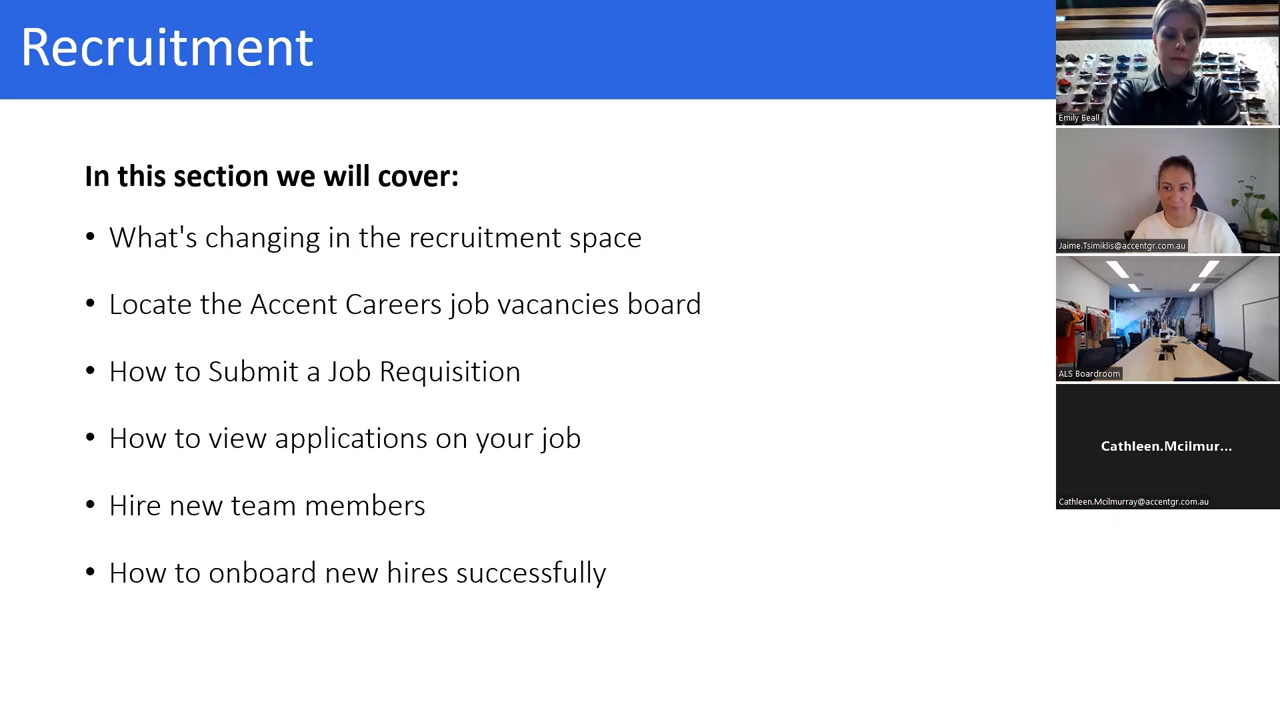 Recruitment
In this section we will cover:
• What's changing in the recruitment space
• Locate the Accent Careers job vacancies board
• How to Submit a Job Requisition
• How to view applications on your job
• Hire new team members
• How to onboard new hires successfully
Emily Beall
Jaime.Tsimiklis@accentgr.com.au
ALS Boardroom
Cathleen.Mcilmur...
Cathleen.Mcilmurray@accentgr.com.au